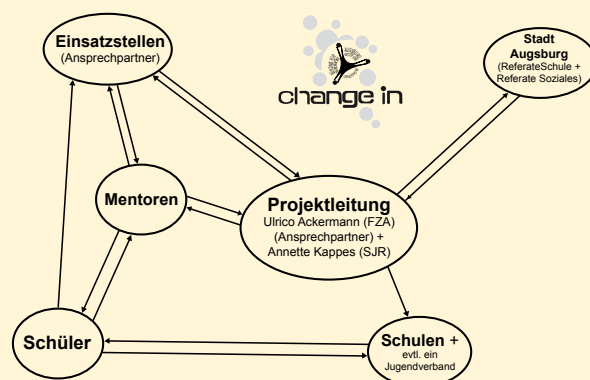 Einsatzstellen
(Ansprechpartner)
change in
Stadt
Augsburg
(ReferateSchule +
Referate Soziales)
Mentoren
Projektleitung
Ulrico Ackermann (FZA)
(Ansprechpartner) +
Annette Kappes (SJR)
Schüler
Schulen +
evtl. ein
Jugendverband